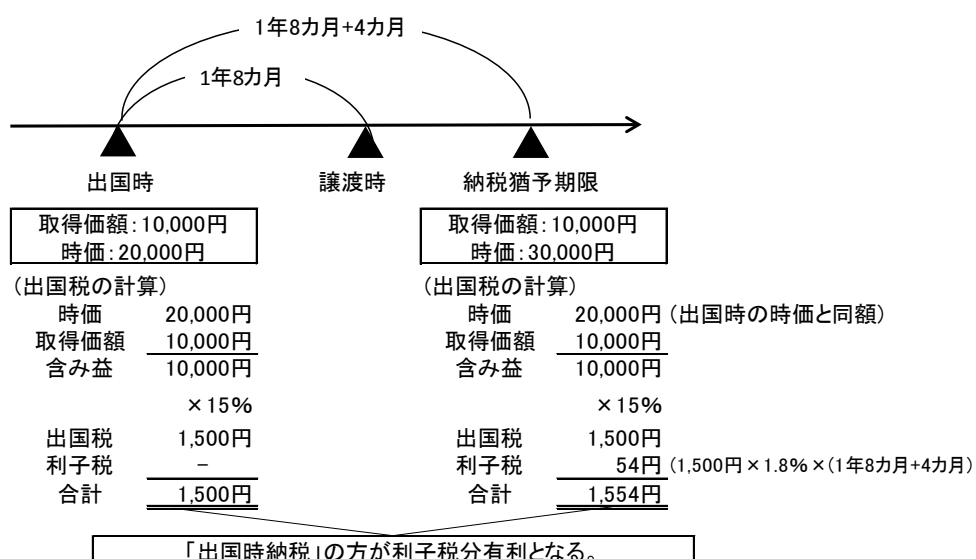 1年8カ月+4カ月
1年8カ月
出国時 譲渡時 納税猶予期限
取得価額:10,000円 取得価額:10,000円
時価:20,000円 時価:30,000円
(出国税の計算) (出国税の計算)
時価 20,000円 時価 20,000円 (出国時の時価と同額)
取得価額 10,000円 取得価額 10,000円
含み益 10,000円 含み益 10,000円
×15% ×15%
出国税 1,500円 出国税 1,500円
利子税 − 利子税 54円 (1,500円×1.8%×(1年8カ月+4カ月)
合計 1,500円 合計 1,554円
「出国時納税」の方が利子税分有利となる。